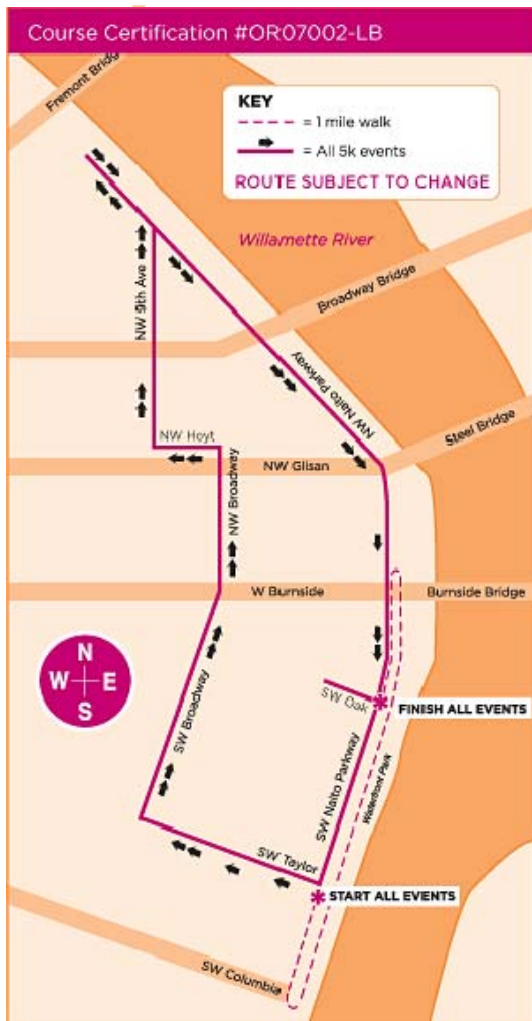 Course Certification #OR07002-LB
Fremont Bridge
KEY
= 1 mile walk
= All 5k events
ROUTE SUBJECT TO CHANGE
Willamette River
NW 9th Ave
Broadway Bridge
NW Naito Parkway
Steel Bridge
NW Hoyt
NW Glisan
NW Broadway
W Burnside
Burnside Bridge
N
W E
S
SW Oak
FINISH ALL EVENTS
SW Broadway
SW Naito Parkway
Waterfront Park
SW Taylor
START ALL EVENTS
SW Columbia